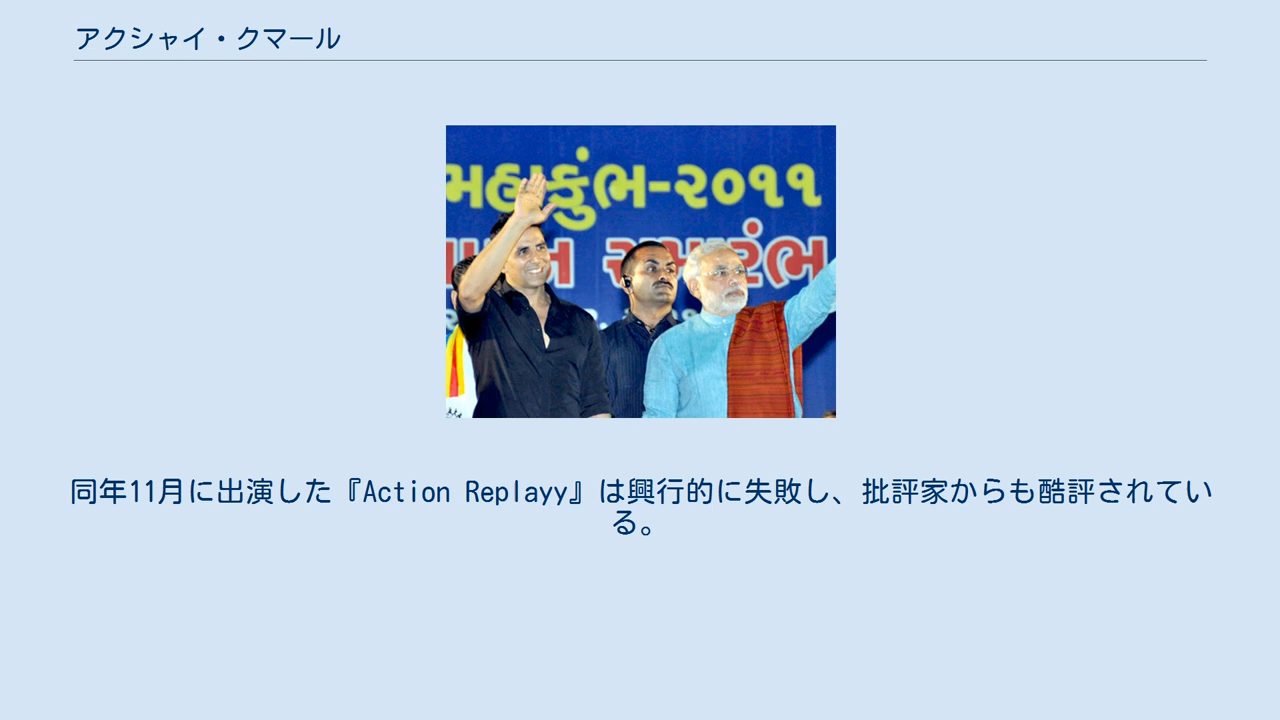 アクシャイ・クマール
મહાકુંભ-૨૦૧૧
સમારંભ
同年11月に出演した『Action Replayy』は興行的に失敗し、批評家からも酷評されてい
る。